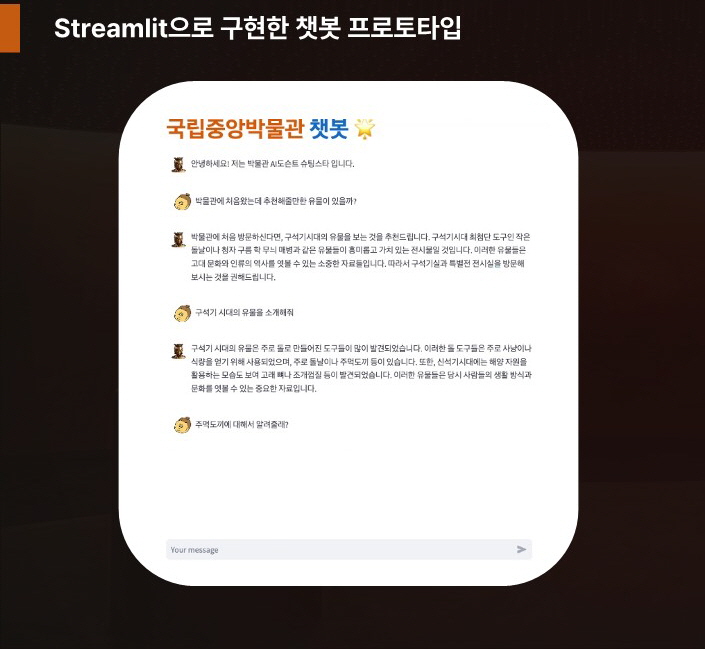 Streamlit으로 구현한 챗봇 프로토타입
국립중앙박물관 챗봇
안녕하세요! 저는 박물관 AI도슨트 슈팅스타 입니다.
박물관에 처음왔는데 추천해줄만한 유물이 있을까?
박물관에 처음 방문하신다면, 구석기시대의 유물을 보는 것을 추천드립니다. 구석기시대 최첨단 도구인 작은
돌날이나 청자 구름 학 무늬 매병과 같은 유물들이 흥미롭고 가치 있는 전시물일 것입니다. 이러한 유물들은
고대 문화와 인류의 역사를 엿볼 수 있는 소중한 자료들입니다. 따라서 구석기실과 특별전 전시실을 방문해
보시는 것을 권해드립니다.
구석기 시대의 유물을 소개해줘
구석기 시대의 유물은 주로 돌로 만들어진 도구들이 많이 발견되었습니다. 이러한 돌 도구들은 주로 사냥이나
식량을 얻기 위해 사용되었으며, 주로 돌날이나 주먹도끼 등이 있습니다. 또한, 신석기시대에는 해양 자원을
활용하는 모습도 보여 고래 뼈나 조개껍질 등이 발견되었습니다. 이러한 유물들은 당시 사람들의 생활 방식과
문화를 엿볼 수 있는 중요한 자료입니다.
주먹도끼에 대해서 알려줄래?
Your message